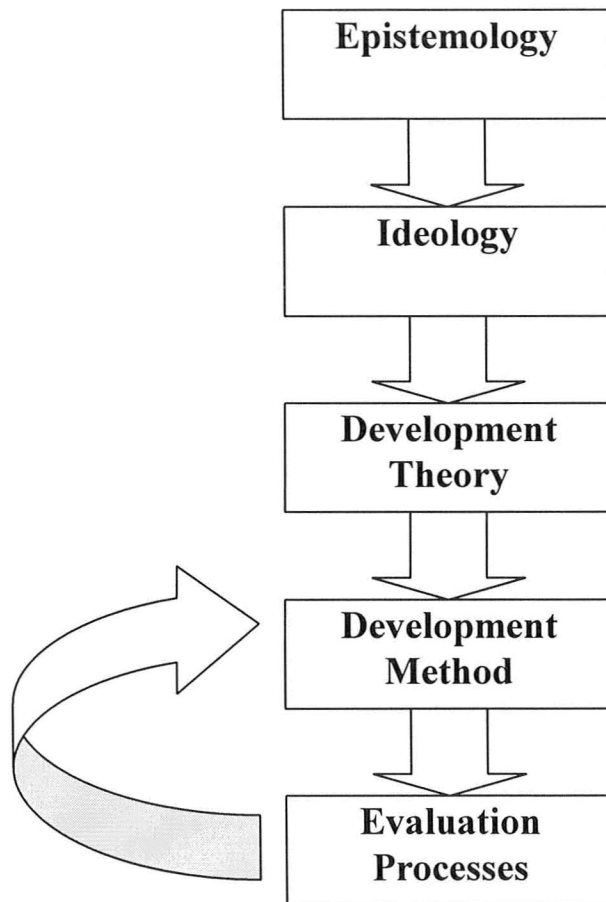 Epistemology
Ideology
Development
Theory
Development
Method
Evaluation
Processes